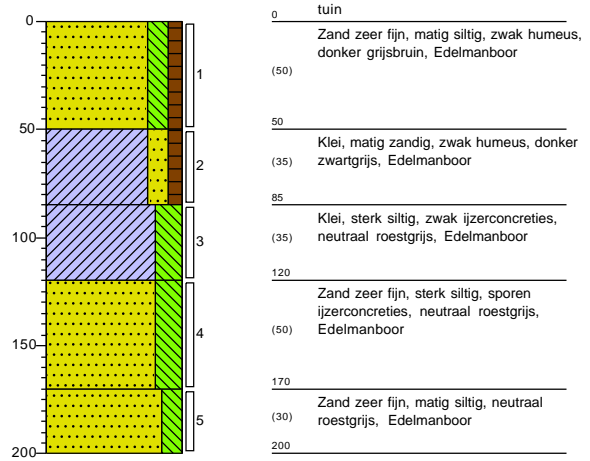 0
50
100
150
200
1
2
3
4
5
0 tuin
Zand zeer fijn, matig siltig, zwak humeus,
donker grijsbruin, Edelmanboor
(50)
50
Klei, matig zandig, zwak humeus, donker
(35) zwartgrijs, Edelmanboor
85
Klei, sterk siltig, zwak ijzerconcreties,
(35) neutraal roestgrijs, Edelmanboor
120
Zand zeer fijn, sterk siltig, sporen
ijzerconcreties, neutraal roestgrijs,
(50) Edelmanboor
170
Zand zeer fijn, matig siltig, neutraal
(30) roestgrijs, Edelmanboor
200